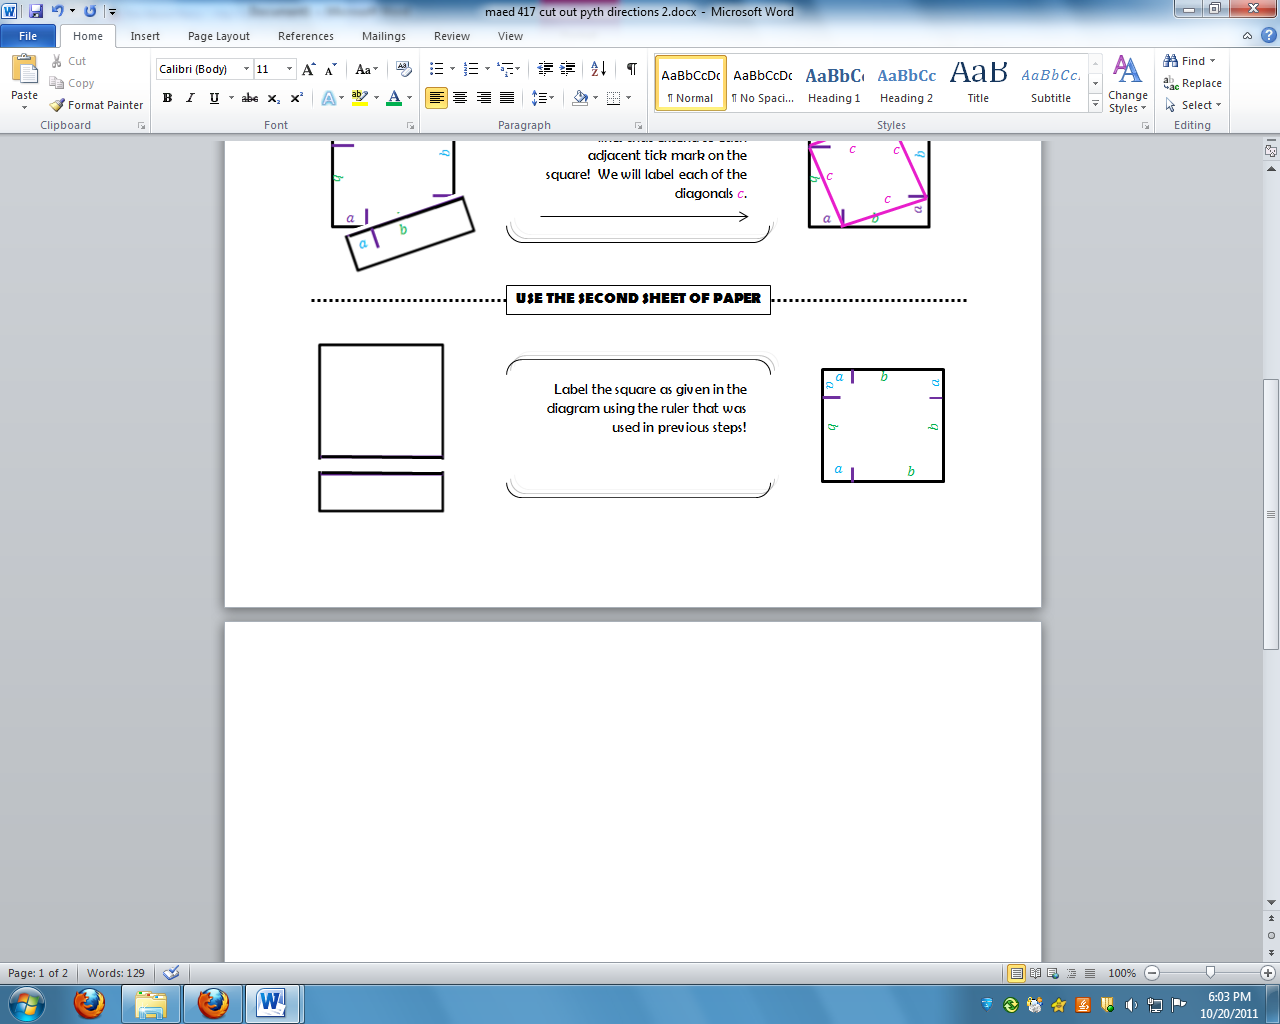 maed 417 cut out pyth directions 2.docx - Microsoft Word
File Home Insert Page Layout References Mailings Review View
Paste
Cut
Copy
Format Painter
Clipboard
Calibri (Body) 11
Font
Paragraph
AaBbCcDc AaBbCcDc AaBbCc AaBbCc AaB AaBbCc.
¶ Normal ¶ No Spaci... Heading 1 Heading 2 Title Subtitle
Change
Styles
Styles
Find
Replace
Select
Editing
adjacent tick mark on the
square! We will label each of the
diagonals c.
b
b
a
a b
c c
b
b
c
c
a b
a
USE THE SECOND SHEET OF PAPER
Label the square as given in the
diagram using the ruler that was
used in previous steps!
a b
a a
b b
a b
Page: 1 of 2 Words: 129 100%
6:03 PM
10/20/2011